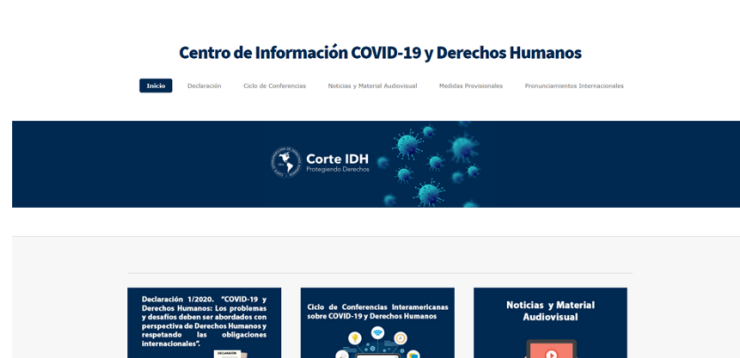 Centro de Información COVID-19 y Derechos Humanos
Inicio Declaración Ciclo de Conferencias Noticias y Material Audiovisual Medidas Provisionales Pronunciamientos Internacionales
Corte IDH
Protegiendo Derechos
Declaración 1/2020. "COVID-19 y
Derechos Humanos: Los problemas
y desafíos deben ser abordados con
perspectiva de Derechos Humanos y
respetando las obligaciones
internacionales".
DECLARACIÓN
Ciclo de Conferencias Interamericanas
sobre COVID-19 y Derechos Humanos
Noticias y Material
Audiovisual